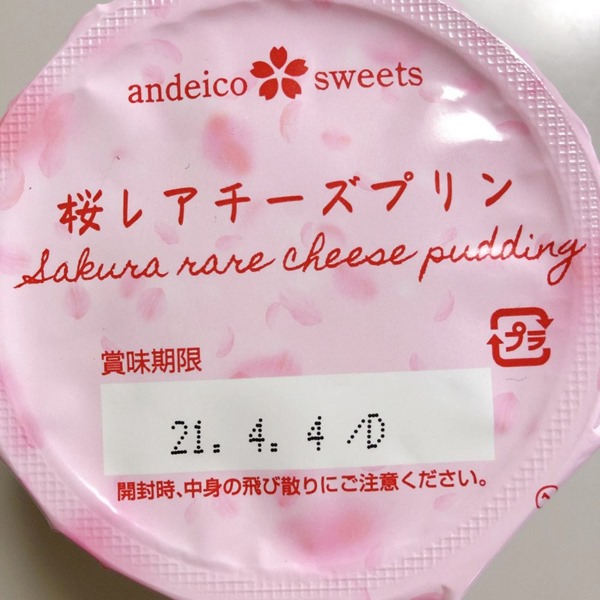 andeico sweets
桜レアチーズプリン
Sakura rare cheese pudding
プラ
賞味期限
21. 4. 4 /D
開封時、中身の飛び散りにご注意ください。